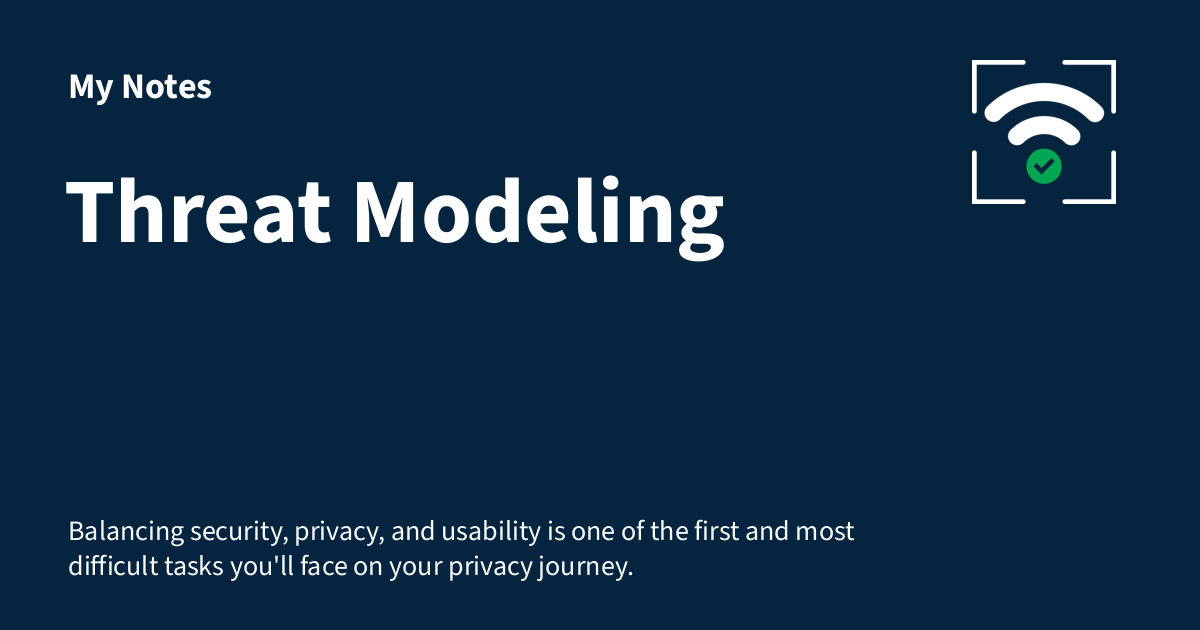 My Notes
Threat Modeling
Balancing security, privacy, and usability is one of the first and most
difficult tasks you'll face on your privacy journey.